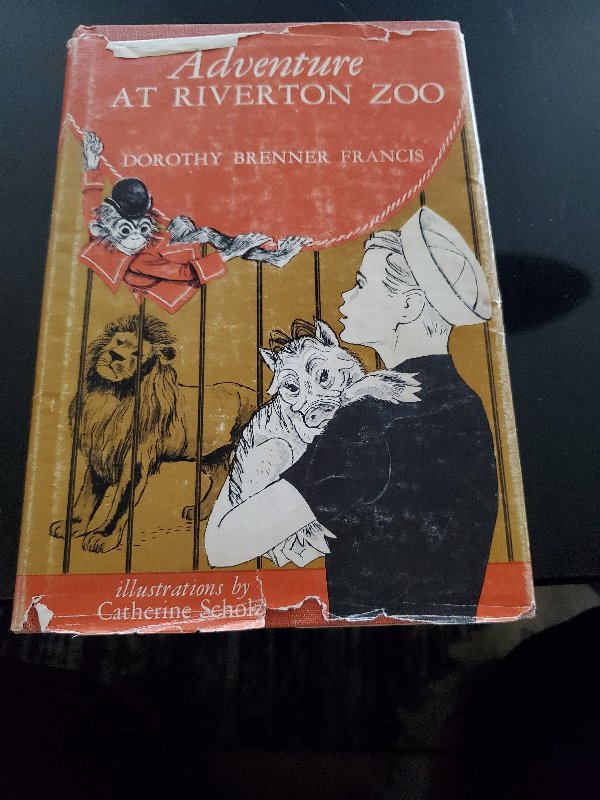 Adventure
AT RIVERTON ZOO
DOROTHY BRENNER FRANCIS
illustrations by
Catherine Scholz